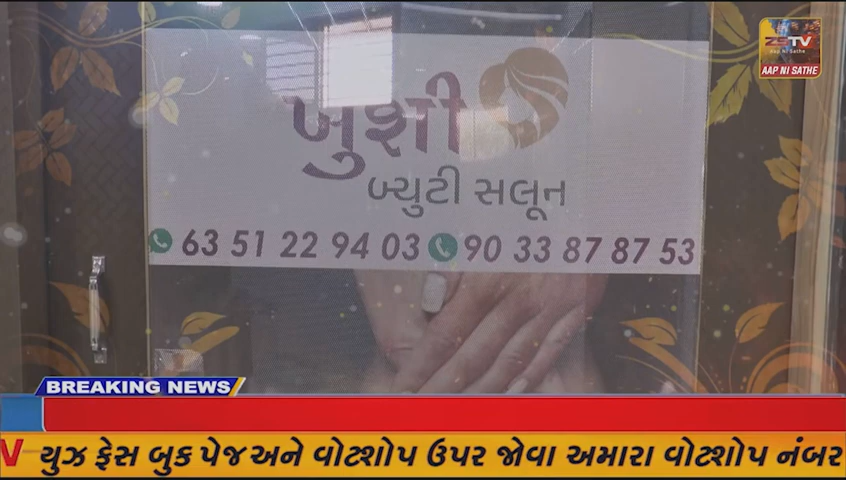 ZSTV
AAP NI SATHE
ખુશી
બ્યુટી સલૂન
63 51 22 94 03 90 33 87 87 53
BREAKING NEWS
V યુઝ ફેસ બુક પેજ અને વોટ્શોપ ઉપર જોવા અમારા વોટ્શોપ નંબર